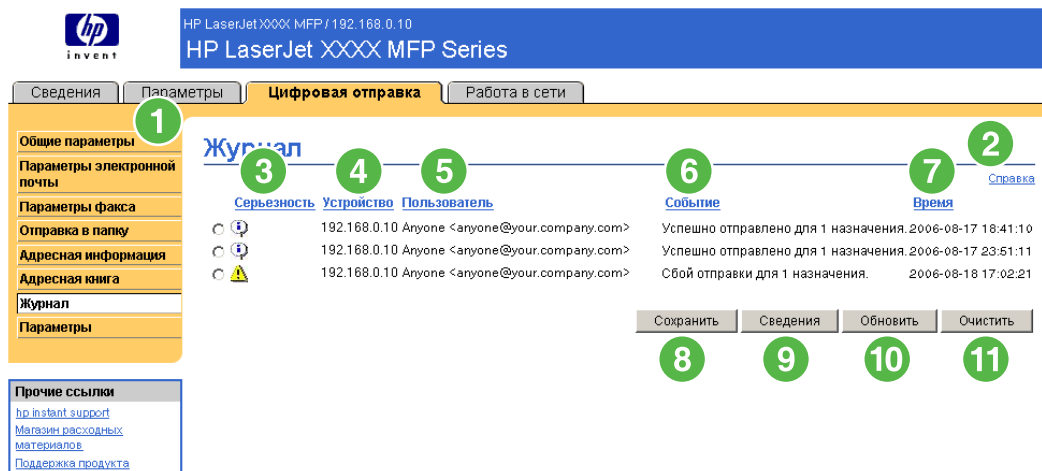 hp
invent
HP LaserJet XXXX MFP / 192.168.0.10
HP LaserJet XXXX MFP Series
Сведения
Параметры
Цифровая отправка
Работа в сети
1
Общие параметры
Параметры электронной
почты
Параметры факса
Отправка в папку
Адресная информация
Адресная книга
Журнал
Параметры
Прочие ссылки
hp instant support
Магазин расходных
материалов
Поддержка продукта
Журнал
2
Справка
3 4 5 6 7
Серьезность Устройство Пользователь Событие Время
192.168.0.10 Anyone <anyone@your.company.com> Успешно отправлено для 1 назначения. 2006-08-17 18:41:10
192.168.0.10 Anyone <anyone@your.company.com> Успешно отправлено для 1 назначения. 2006-08-17 23:51:11
192.168.0.10 Anyone <anyone@your.company.com> Сбой отправки для 1 назначения. 2006-08-18 17:02:21
Сохранить Сведения Обновить Очистить
8 9 10 11